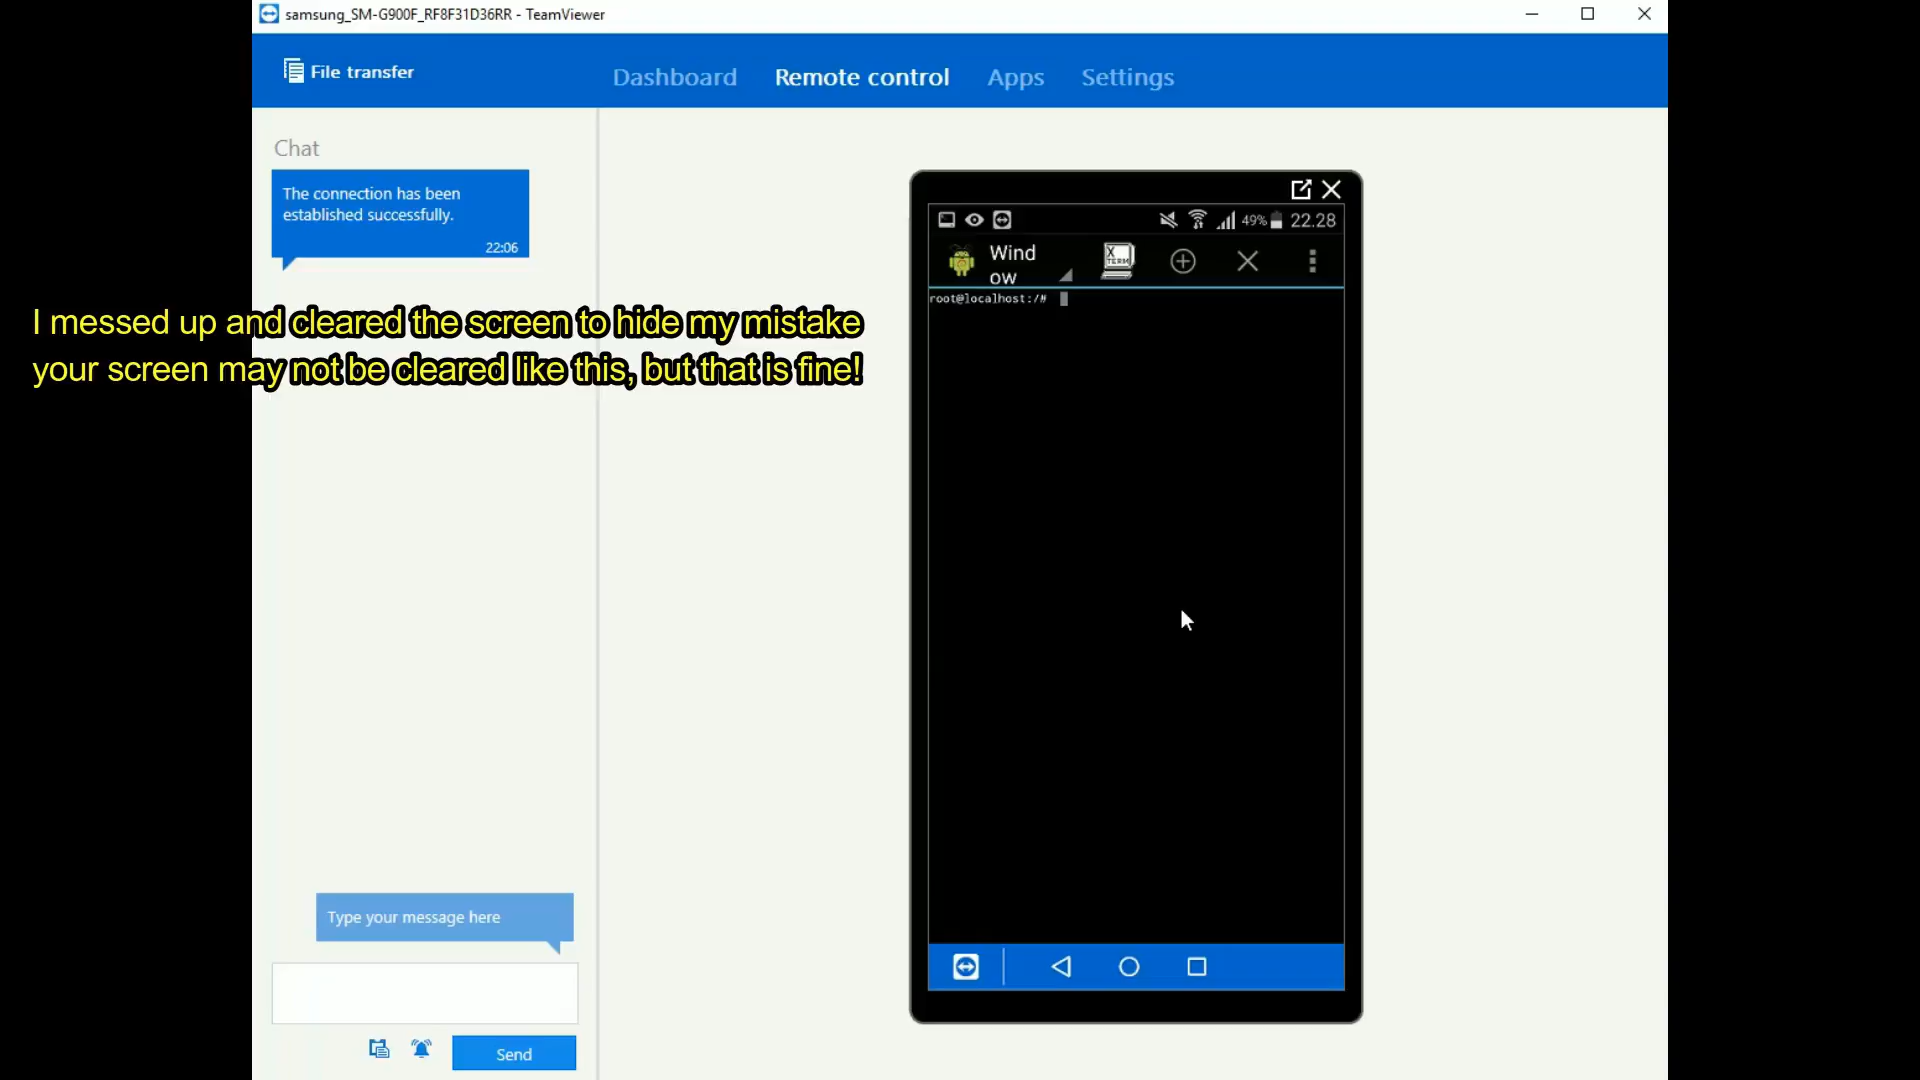 samsung_SM-G900F_RF8F31D36RR - TeamViewer
File transfer
Dashboard
Remote control
Apps
Settings
Chat
The connection has been
established successfully.
22:06
I messed up and cleared the screen to hide my mistake
your screen may not be cleared like this, but that is fine!
49%
22.28
Wind
ow
X
TERM
root@localhost:/#
Type your message here
Send